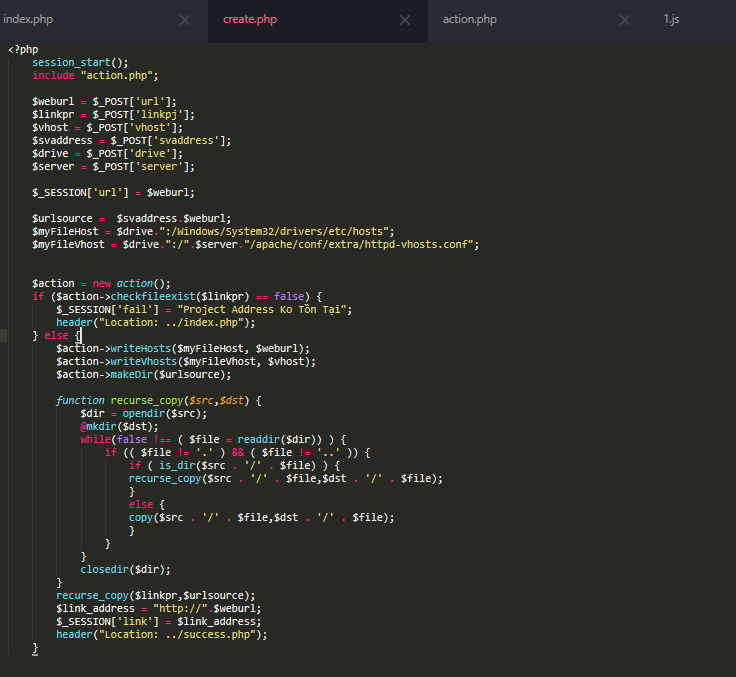 index.php
create.php
action.php
1.js
<?php
session_start();
include "action.php";
$weburl = $_POST['url'];
$linkpr = $_POST['linkpj'];
$vhost = $_POST['vhost'];
$svaddress = $_POST['svaddress'];
$drive = $_POST['drive'];
$server = $_POST['server'];
$_SESSION['url'] = $weburl;
$urlsource =  $svaddress.$weburl;
$myFileHost = $drive.":/Windows/System32/drivers/etc/hosts";
$myFileVhost = $drive.":/".$server."/apache/conf/extra/httpd-vhosts.conf";
$action = new action();
if ($action->checkfileexist($linkpr) == false) {
$_SESSION['fail'] = "Project Address Ko Tồn Tại";
header("Location: ../index.php");
} else {
$action->writeHosts($myFileHost, $weburl);
$action->writeVhosts($myFileVhost, $vhost);
$action->makeDir($urlsource);
function recurse_copy($src,$dst) {
$dir = opendir($src);
@mkdir($dst);
while(false !== ( $file = readdir($dir)) ) {
if (( $file != '.' ) && ( $file != '..' )) {
if ( is_dir($src . '/' . $file) ) {
recurse_copy($src . '/' . $file,$dst . '/' . $file);
}
else {
copy($src . '/' . $file,$dst . '/' . $file);
}
}
}
closedir($dir);
}
recurse_copy($linkpr,$urlsource);
$link_address = "http://".$weburl;
$_SESSION['link'] = $link_address;
header("Location: ../success.php");
}